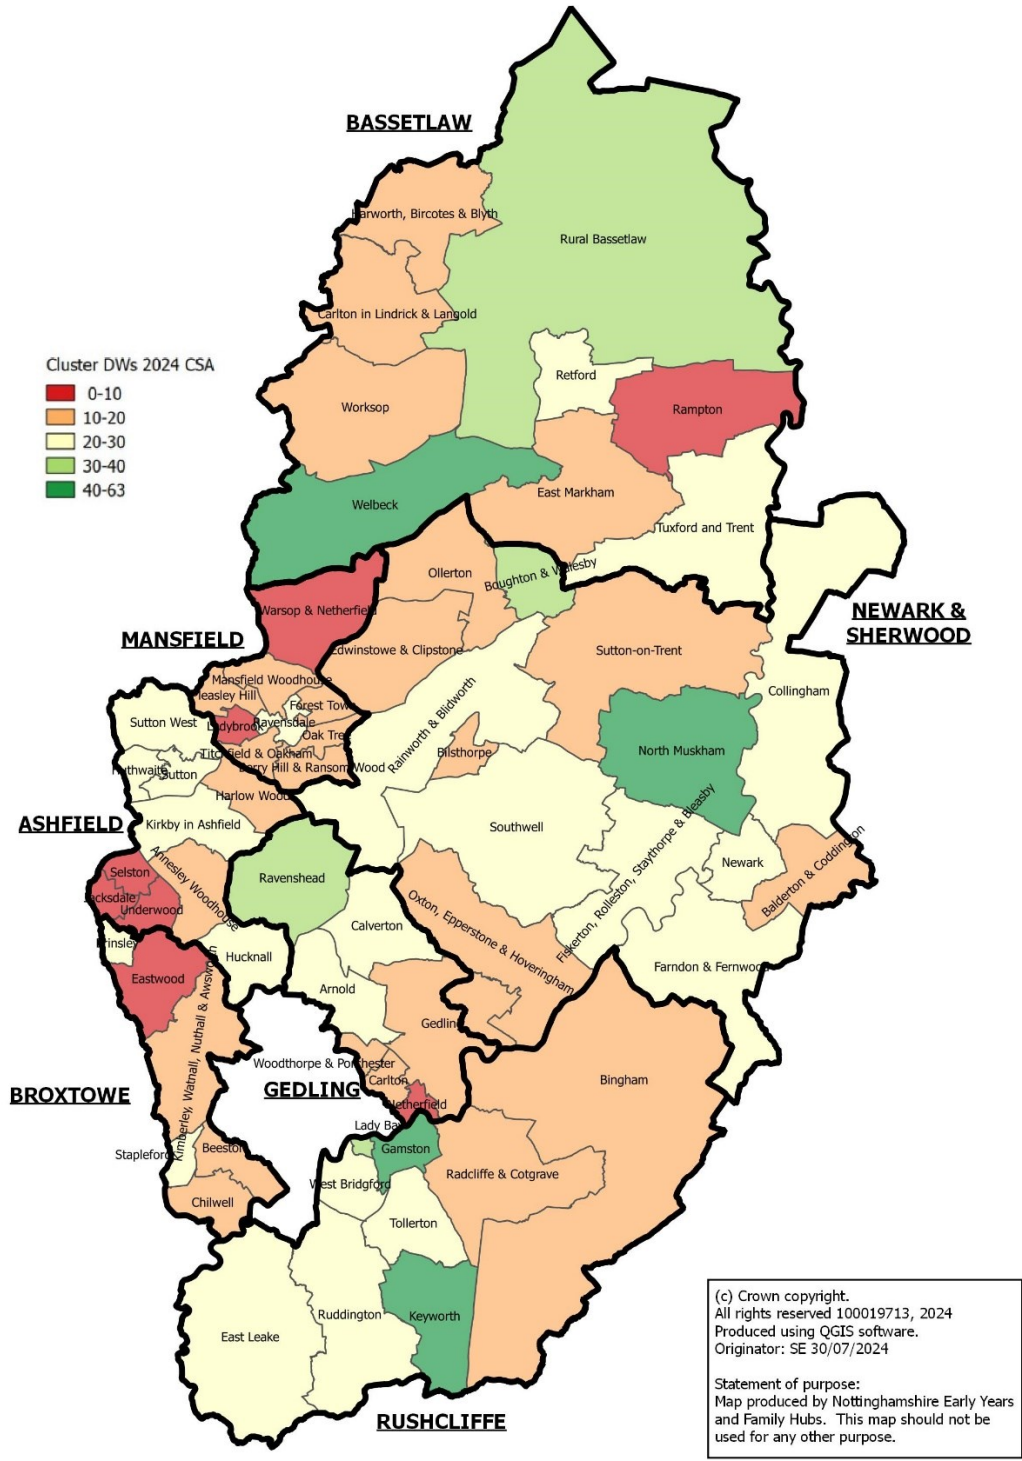 BASSETLAW
Harworth, Bircotes & Blyth
Rural Bassetlaw
Carlton in Lindrick & Langold
Cluster DWs 2024 CSA
0-10
10-20
20-30
30-40
40-63
Retford
Worksop
Rampton
East Markham
Welbeck
Tuxford and Trent
Ollerton
Boughton & Walesby
Warsop & Netherfield
NEWARK &
SHERWOOD
MANSFIELD
Edwinstowe & Clipstone
Sutton-on-Trent
Mansfield Woodhouse
Pleasley Hill
Collingham
Forest Town
Sutton West
Ladybrook
Ravensdale
Oak Tree
Rainworth & Blidworth
Bilsthorpe
North Muskham
Titchfield & Oakham
Berry Hill & Ransom Wood
Huthwaite
Sutton
Harlow Wood
ASHFIELD
Kirkby in Ashfield
Southwell
Fiskerton, Rolleston, Staythorpe & Bleasby
Newark
Balderton & Coddington
Selston
Annesley Woodhouse
Ravenshead
Jacksdale
Underwood
Oxton, Epperstone & Hoveringham
Calverton
Brinsley
Hucknall
Farndon & Fernwood
Eastwood
Arnold
Kimberley, Watnall, Nuthall & Awsworth
Gedling
Woodthorpe & Porchester
Carlton
Bingham
BROXTOWE
GEDLING
Netherfield
Lady Bay
Stapleford
Beeston
Gamston
West Bridgford
Radcliffe & Cotgrave
Chilwell
Tollerton
Ruddington
Keyworth
East Leake
RUSHCLIFFE
(c) Crown copyright.
All rights reserved 100019713, 2024
Produced using QGIS software.
Originator: SE 30/07/2024
Statement of purpose:
Map produced by Nottinghamshire Early Years
and Family Hubs.  This map should not be
used for any other purpose.